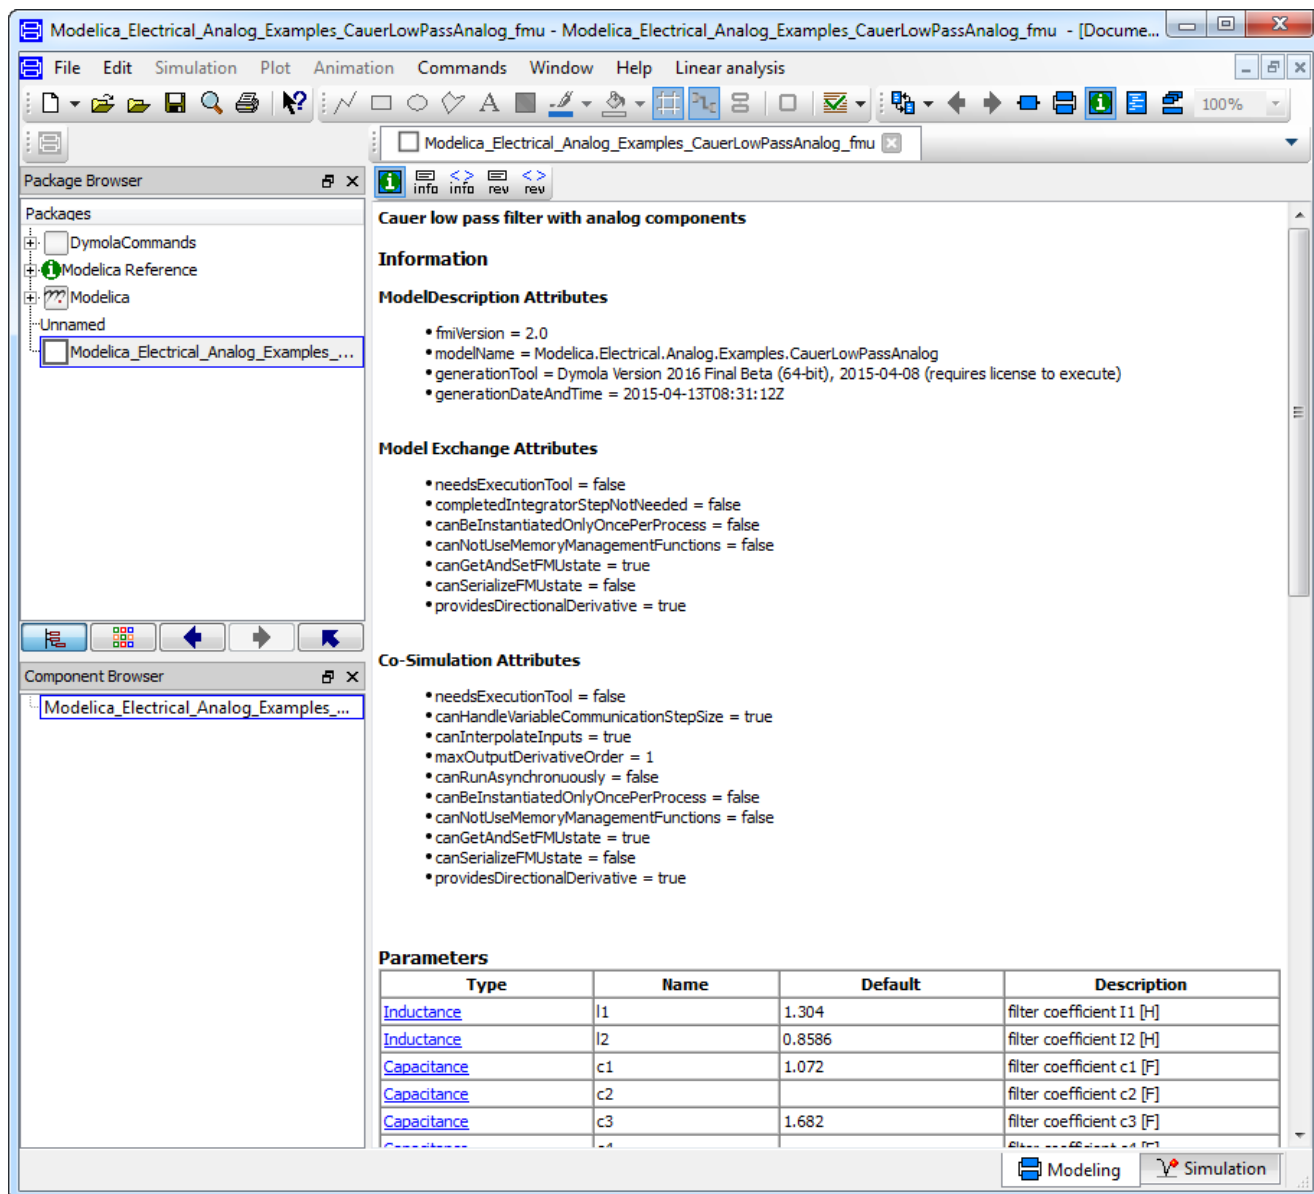 Modelica_Electrical_Analog_Examples_CauerLowPassAnalog_fmu - Modelica_Electrical_Analog_Examples_CauerLowPassAnalog_fmu - [Docume...
File Edit Simulation Plot Animation Commands Window Help Linear analysis
A 100%
Modelica_Electrical_Analog_Examples_CauerLowPassAnalog_fmu
Package Browser
info info rev rev
Packages
DymolaCommands
Modelica Reference
Modelica
Unnamed
Modelica_Electrical_Analog_Examples_...
Component Browser
Modelica_Electrical_Analog_Examples_...
Cauer low pass filter with analog components
Information
ModelDescription Attributes
• fmiVersion = 2.0
• modelName = Modelica.Electrical.Analog.Examples.CauerLowPassAnalog
• generationTool = Dymola Version 2016 Final Beta (64-bit), 2015-04-08 (requires license to execute)
• generationDateAndTime = 2015-04-13T08:31:12Z
Model Exchange Attributes
• needsExecutionTool = false
• completedIntegratorStepNotNeeded = false
• canBeInstantiatedOnlyOncePerProcess = false
• canNotUseMemoryManagementFunctions = false
• canGetAndSetFMUstate = true
• canSerializeFMUstate = false
• providesDirectionalDerivative = true
Co-Simulation Attributes
• needsExecutionTool = false
• canHandleVariableCommunicationStepSize = true
• canInterpolateInputs = true
• maxOutputDerivativeOrder = 1
• canRunAsynchronuously = false
• canBeInstantiatedOnlyOncePerProcess = false
• canNotUseMemoryManagementFunctions = false
• canGetAndSetFMUstate = true
• canSerializeFMUstate = false
• providesDirectionalDerivative = true
Parameters
Type Name Default Description
Inductance l1 1.304 filter coefficient I1 [H]
Inductance l2 0.8586 filter coefficient I2 [H]
Capacitance c1 1.072 filter coefficient c1 [F]
Capacitance c2 filter coefficient c2 [F]
Capacitance c3 1.682 filter coefficient c3 [F]
Modeling Simulation